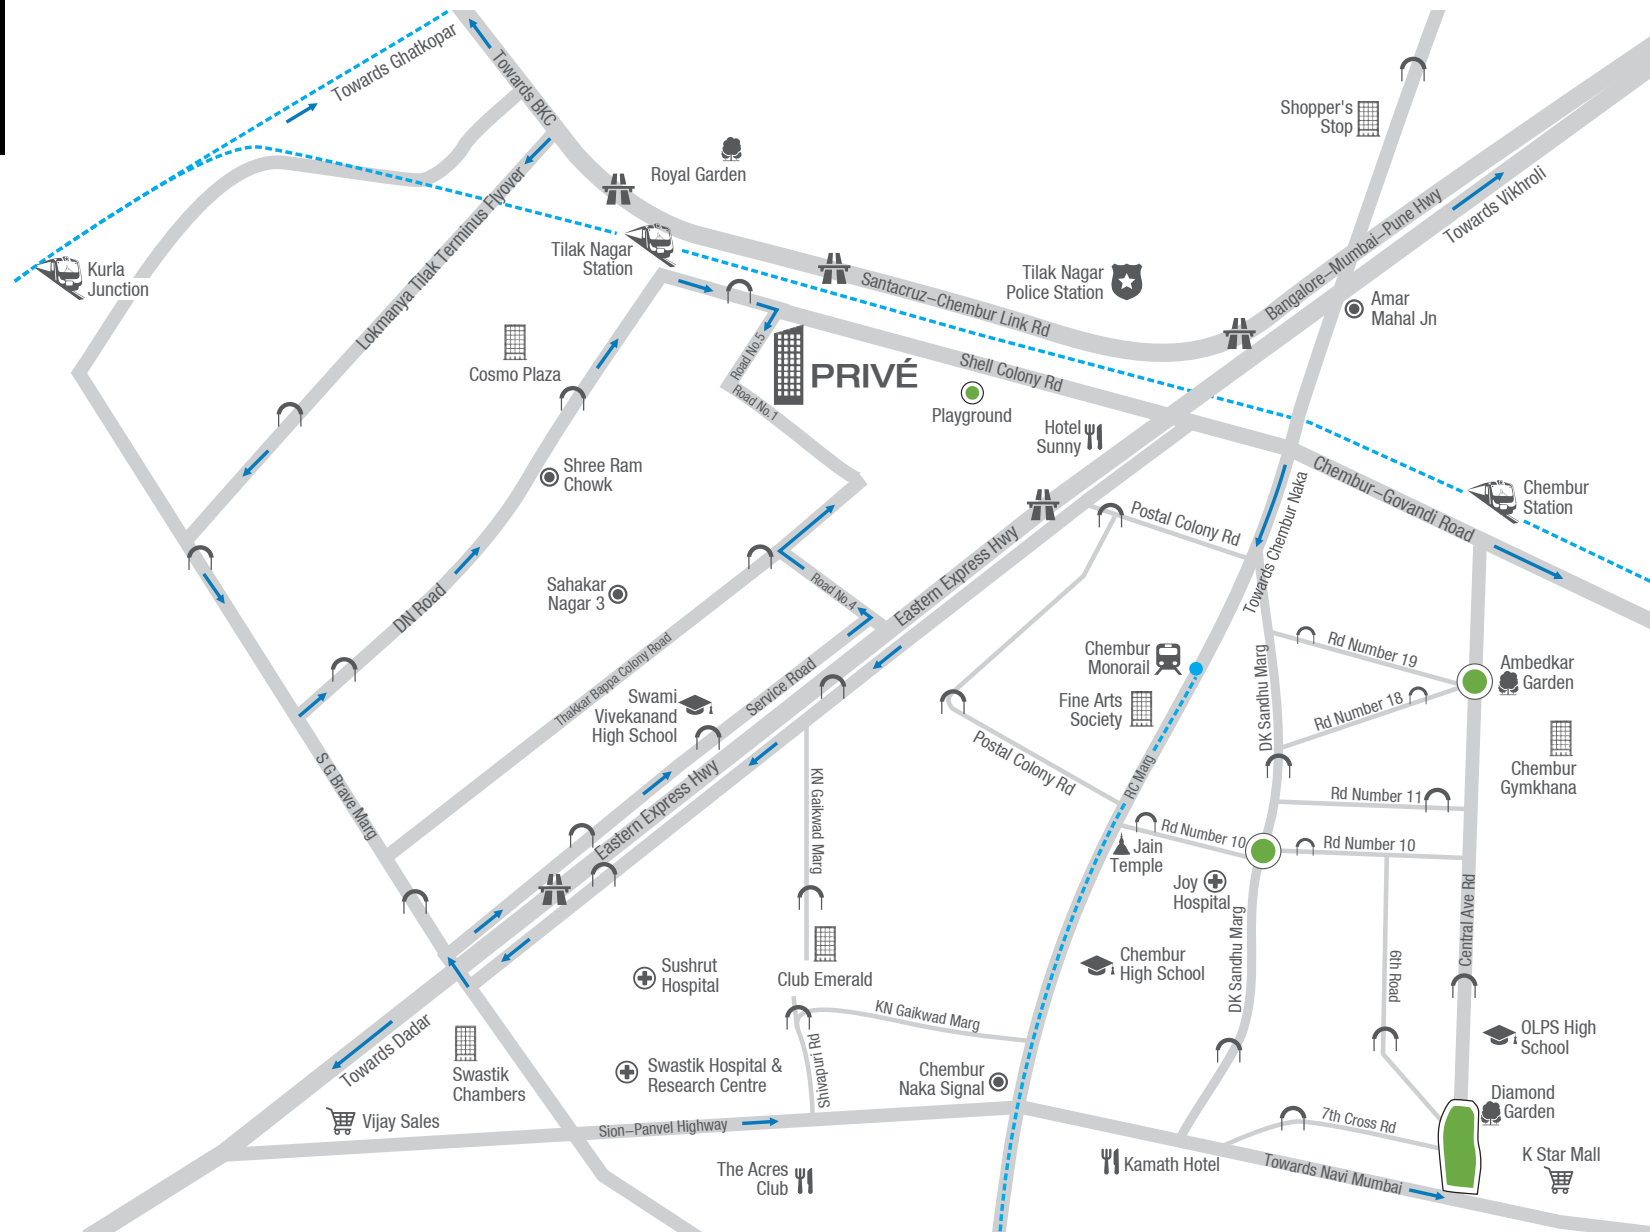 Towards Ghatkopar
Towards BKC
Shopper's
Stop
Royal Garden
Lokmanya Tilak Terminus Flyover
Bangalore–Mumbai–Pune Hwy
Towards Vikhroli
Tilak Nagar
Station
Kurla
Junction
Tilak Nagar
Police Station
Santacruz–Chembur Link Rd
Amar
Mahal Jn
Cosmo Plaza
Road No.5
PRIVÉ
Shell Colony Rd
Road No.1
Playground
Hotel
Sunny
Shree Ram
Chowk
Chembur–Govandi Road
Chembur
Station
Postal Colony Rd
Towards Chembur Naka
Eastern Express Hwy
DN Road
Sahakar
Nagar 3
Road No.4
Thakkar Bappa Colony Road
Chembur
Monorail
Rd Number 19
Ambedkar
Garden
DK Sandhu Marg
Rd Number 18
Fine Arts
Society
Swami
Vivekanand
High School
Service Road
Postal Colony Rd
Chembur
Gymkhana
S G Brave Marg
Eastern Express Hwy
KN Gaikwad Marg
RC Marg
Rd Number 11
Rd Number 10
Rd Number 10
Jain
Temple
Joy
Hospital
Central Ave Rd
DK Sandhu Marg
6th Road
Chembur
High School
Sushrut
Hospital
Club Emerald
KN Gaikwad Marg
Shivapuri Rd
Towards Dadar
OLPS High
School
Swastik
Chambers
Swastik Hospital &
Research Centre
Chembur
Naka Signal
Diamond
Garden
Vijay Sales
Sion–Panvel Highway
7th Cross Rd
K Star Mall
The Acres
Club
Kamath Hotel
Towards Navi Mumbai